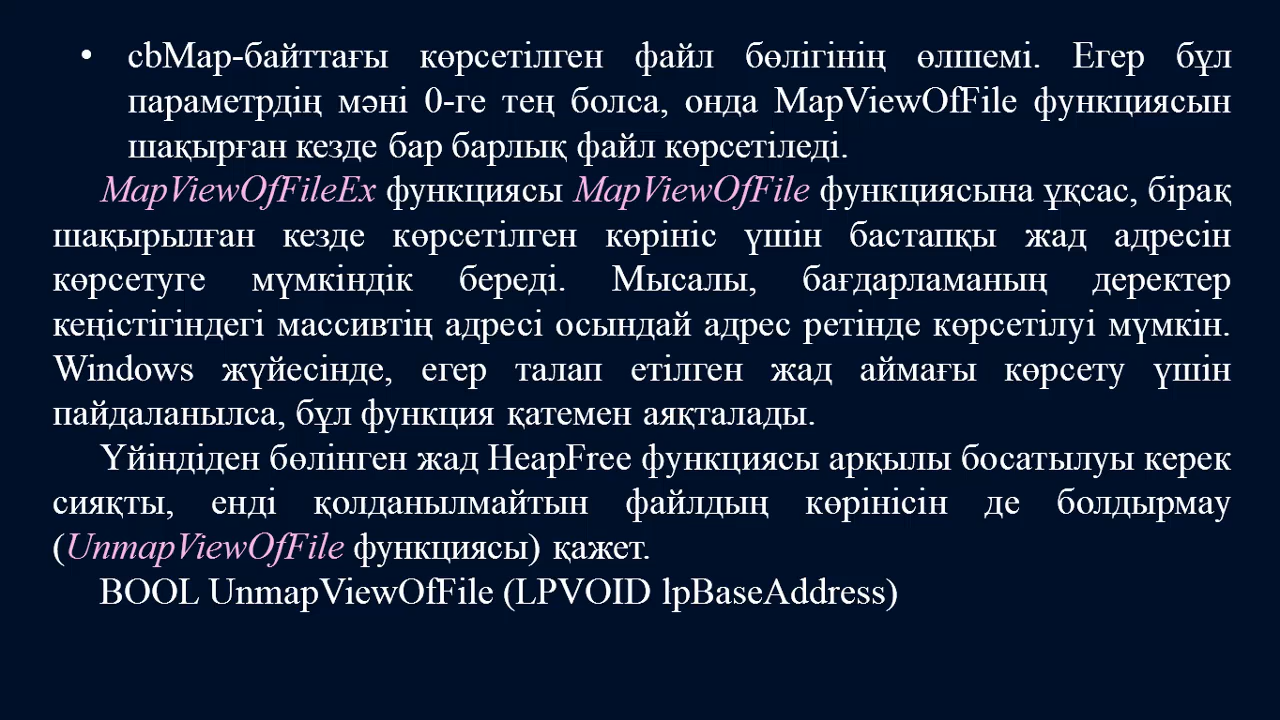 • cbMap-байттағы көрсетілген файл бөлігінің өлшемі. Егер бұл
параметрдің мәні 0-ге тең болса, онда MapViewOfFile функциясын
шақырған кезде бар барлық файл көрсетіледі.
MapViewOfFileEx функциясы MapViewOfFile функциясына ұқсас, бірақ
шақырылған кезде көрсетілген көрініс үшін бастапқы жад адресін
көрсетуге мүмкіндік береді. Мысалы, бағдарламаның деректер
кеңістігіндегі массивтің адресі осындай адрес ретінде көрсетілуі мүмкін.
Windows жүйесінде, егер талап етілген жад аймағы көрсету үшін
пайдаланылса, бұл функция қатемен аяқталады.
Үйіндіден бөлінген жад HeapFree функциясы арқылы босатылуы керек
сияқты, енді қолданылмайтын файлдың көрінісін де болдырмау
(UnmapViewOfFile функциясы) қажет.
BOOL UnmapViewOfFile (LPVOID lpBaseAddress)